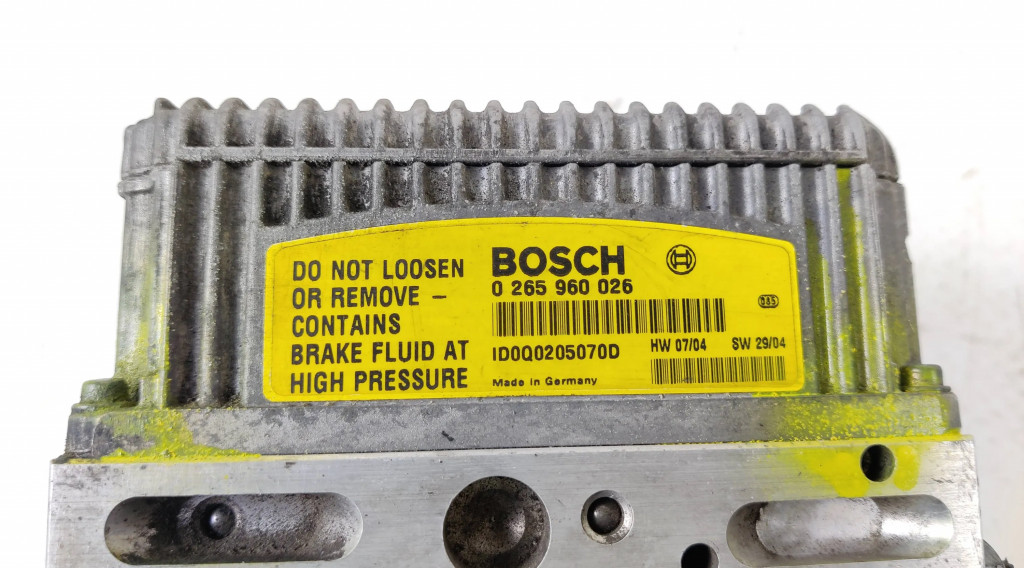 DO NOT LOOSEN
OR REMOVE –
CONTAINS
BRAKE FLUID AT
HIGH PRESSURE
BOSCH
0 265 960 026
ID0Q0205070D
HW 07/04 SW 29/04
Made in Germany